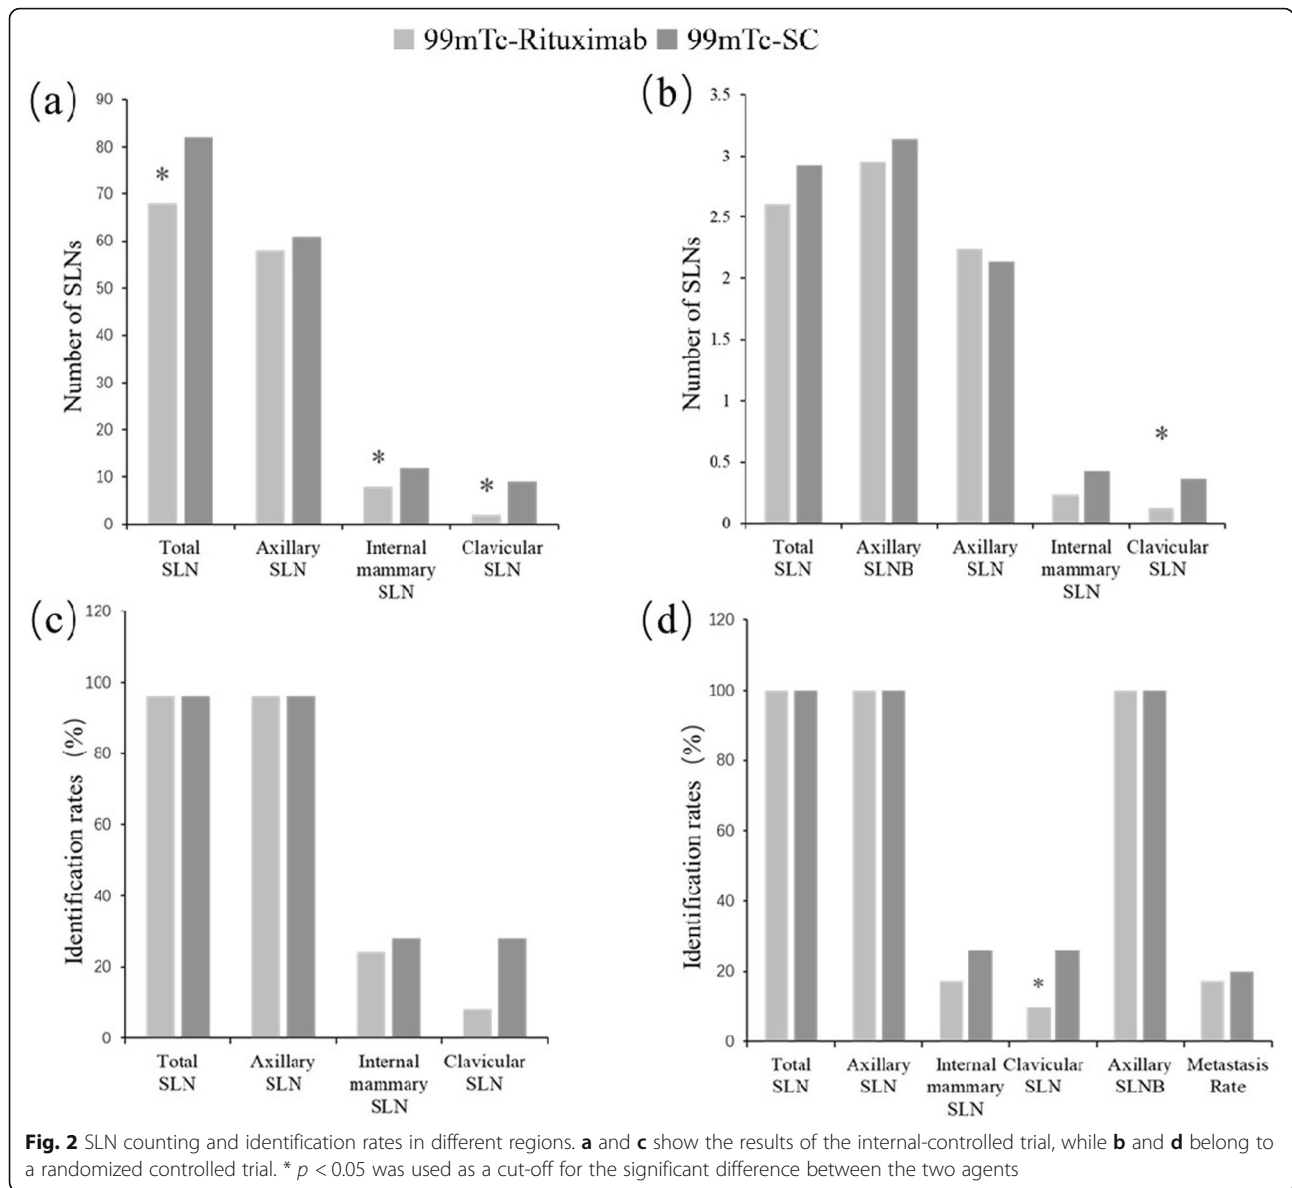 99mTc-Rituximab 99mTc-SC
(a)
Number of SLNs
90
80
70
60
50
40
30
20
10
0
*
*
*
Total
SLN
Axillary
SLN
Internal
mammary
SLN
Clavicular
SLN
(b)
Number of SLNs
3.5
3
2.5
2
1.5
1
0.5
0
*
Total
SLN
Axillary
SLNB
Axillary
SLN
Internal
mammary
SLN
Clavicular
SLN
(c)
Identification rates (%)
120
100
80
60
40
20
0
Total
SLN
Axillary
SLN
Internal
mammary
SLN
Clavicular
SLN
(d)
Identification rates (%)
120
100
80
60
40
20
0
*
Total
SLN
Axillary
SLN
Internal
mammary
SLN
Clavicular
SLN
Axillary
SLNB
Metastasis
Rate
Fig. 2 SLN counting and identification rates in different regions. a and c show the results of the internal-controlled trial, while b and d belong to
a randomized controlled trial. * p < 0.05 was used as a cut-off for the significant difference between the two agents